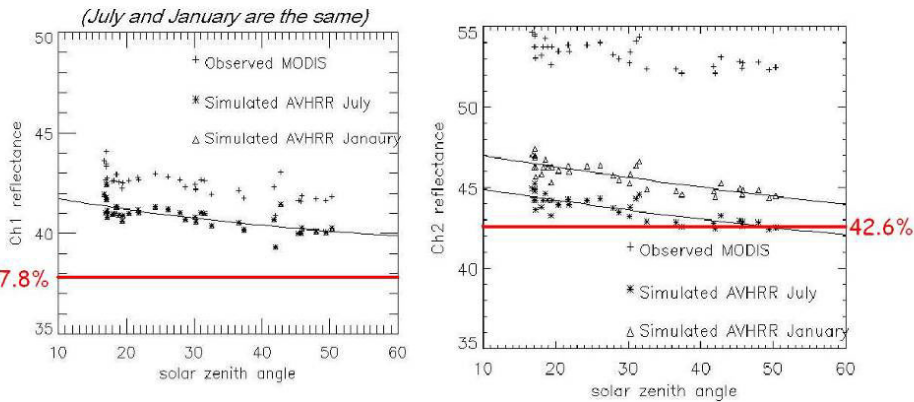 (July and January are the same)
50
45
40
35
Ch1 reflectance
+ Observed MODIS
* Simulated AVHRR July
△ Simulated AVHRR Janaury
7.8%
10 20 30 40 50 60
solar zenith angle
55
50
45
40
35
Ch2 reflectance
42.6%
+ Observed MODIS
* Simulated AVHRR July
△ Simulated AVHRR January
10 20 30 40 50 60
solar zenith angle